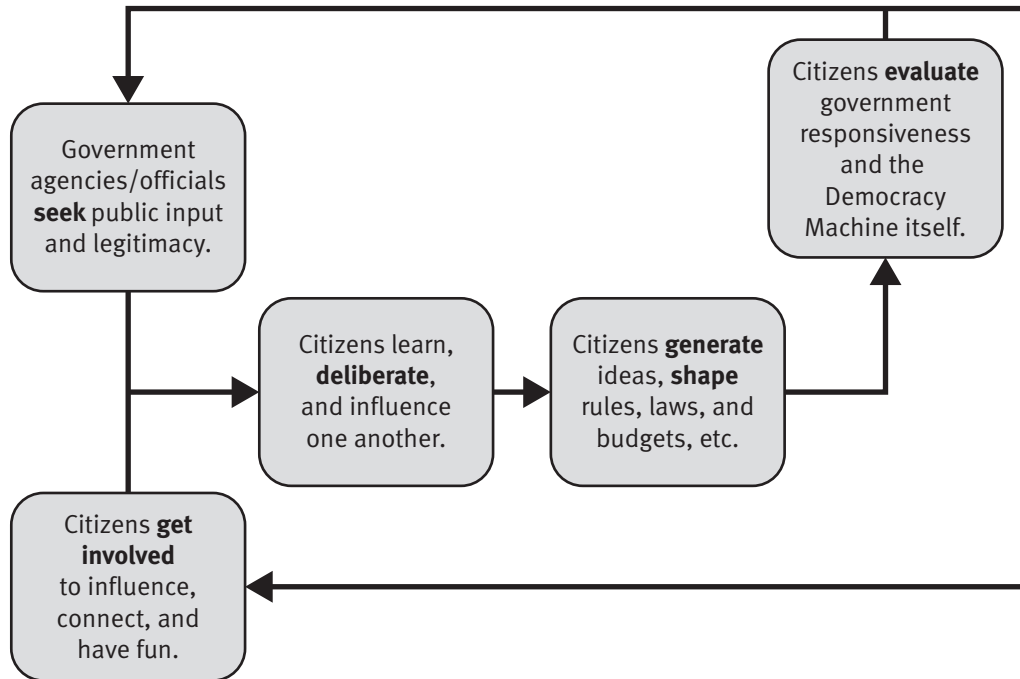 Government
agencies/officials
seek public input
and legitimacy.
Citizens get
involved
to influence,
connect, and
have fun.
Citizens learn,
deliberate,
and influence
one another.
Citizens generate
ideas, shape
rules, laws, and
budgets, etc.
Citizens evaluate
government
responsiveness
and the
Democracy
Machine itself.